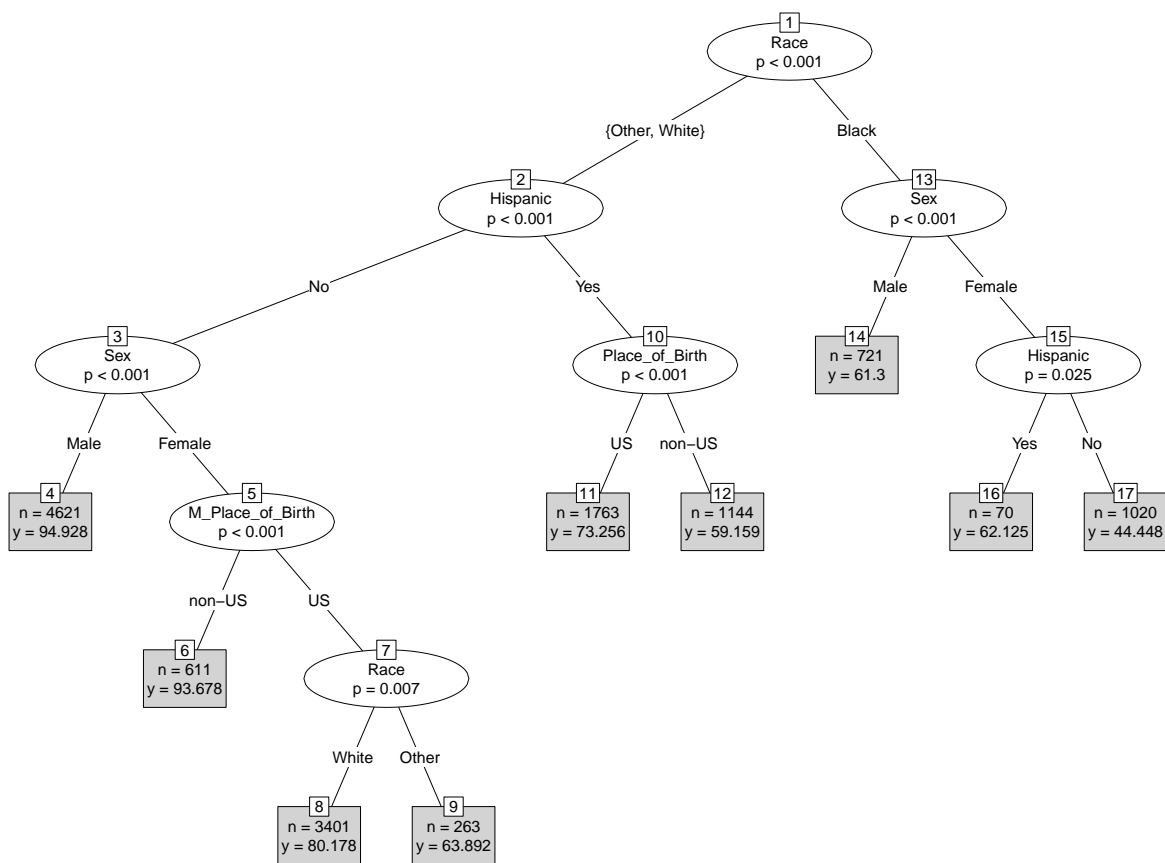 1
Race
p < 0.001
{Other, White}
Black
2
Hispanic
p < 0.001
13
Sex
p < 0.001
No
Yes
Male
Female
3
Sex
p < 0.001
10
Place_of_Birth
p < 0.001
14
n = 721
y = 61.3
15
Hispanic
p = 0.025
Male
Female
US
non−US
Yes
No
4
n = 4621
y = 94.928
5
M_Place_of_Birth
p < 0.001
11
n = 1763
y = 73.256
12
n = 1144
y = 59.159
16
n = 70
y = 62.125
17
n = 1020
y = 44.448
non−US
US
6
n = 611
y = 93.678
7
Race
p = 0.007
White
Other
8
n = 3401
y = 80.178
9
n = 263
y = 63.892